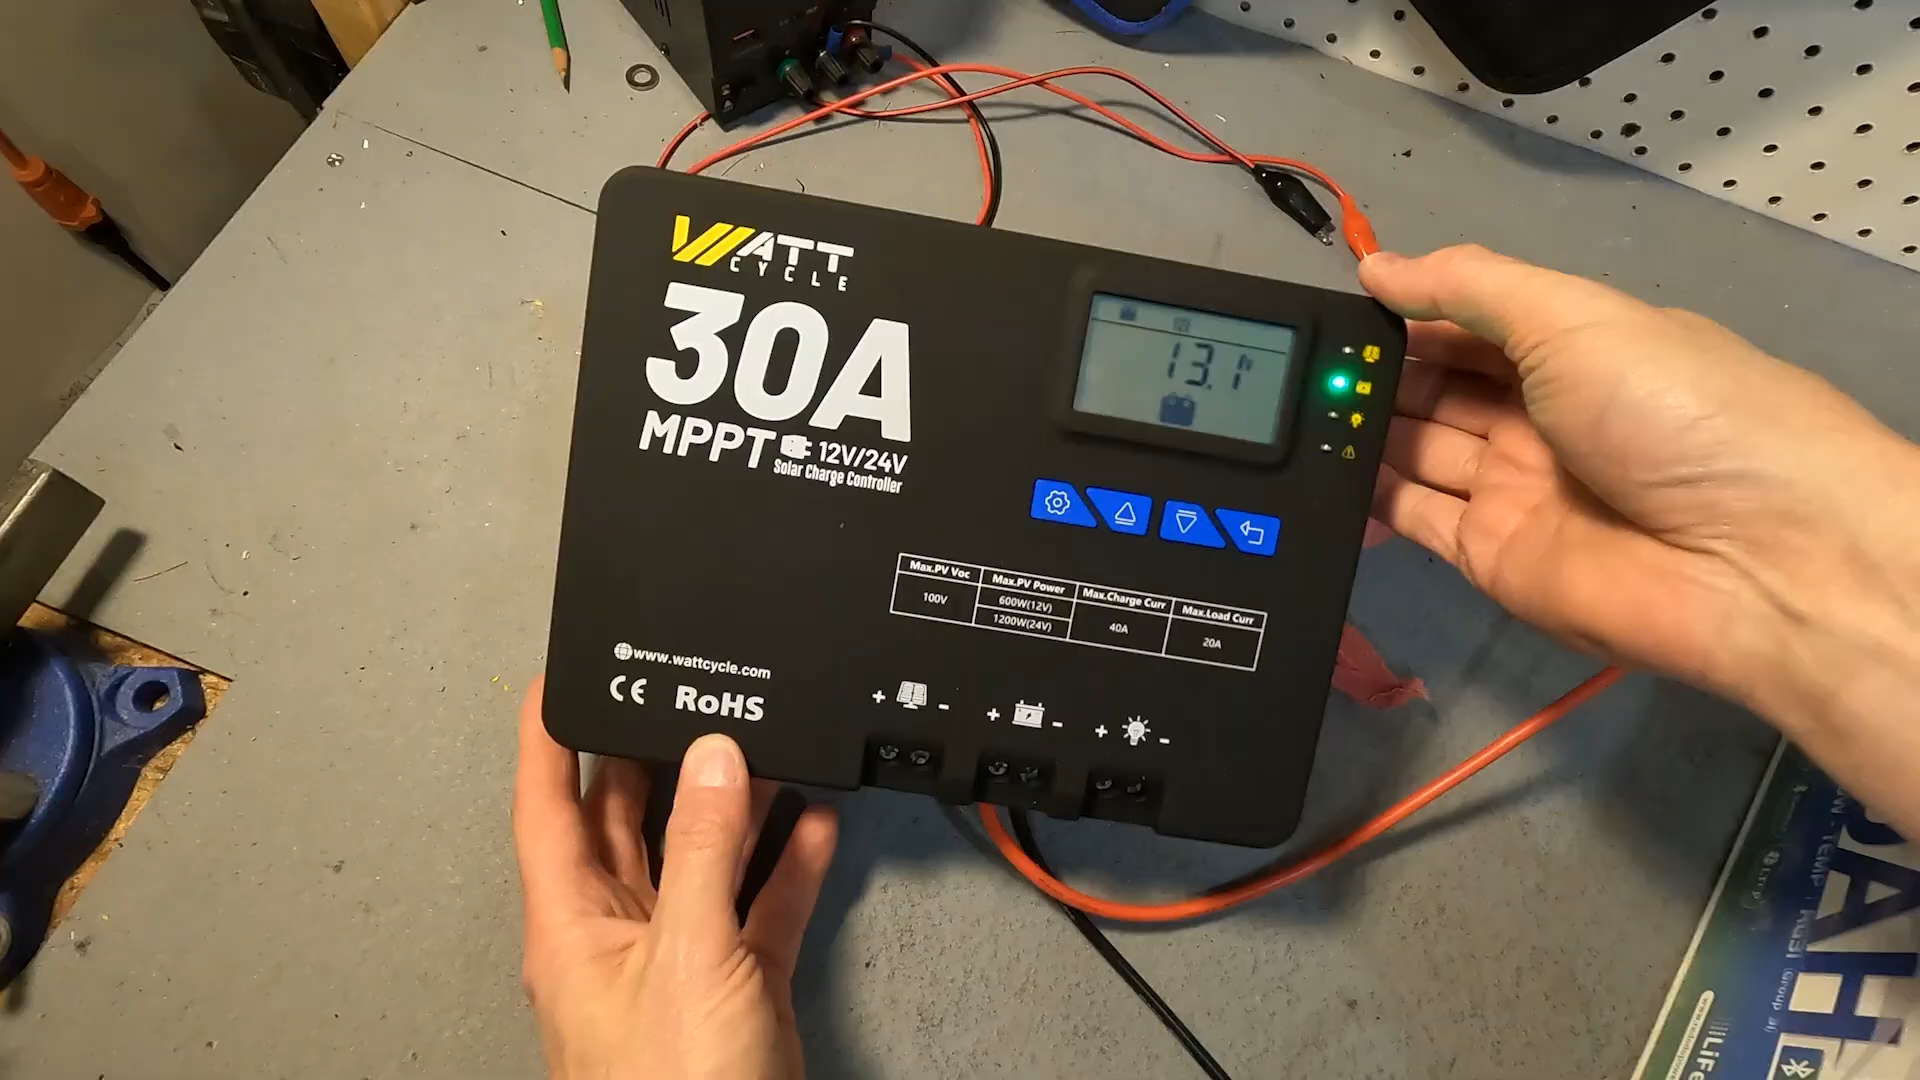 WATT
CYCLE
30A
MPPT 12V/24V
Solar Charge Controller
13.1
Max.PV Voc Max.PV Power Max.Charge Curr Max.Load Curr
100V 600W(12V) 40A 20A
1200W(24V)
www.wattcycle.com
CE RoHS
+ -
+ -
+ -
LiFe